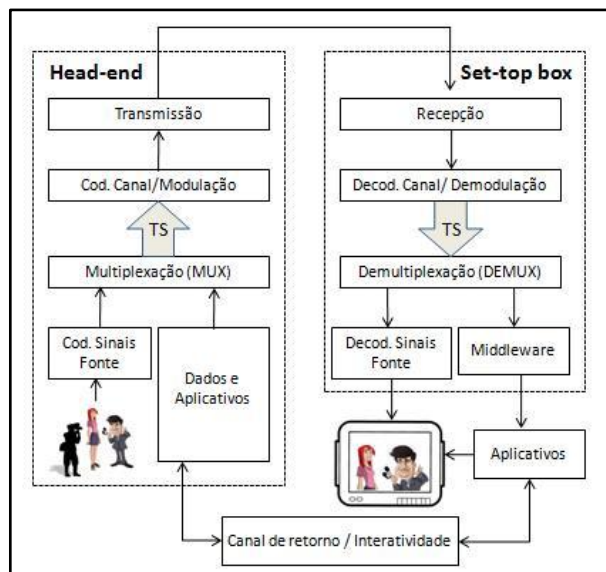 Head-end
Transmissão
Cod. Canal/Modulação
TS
Multiplexação (MUX)
Cod. Sinais
Fonte
Dados e
Aplicativos
Set-top box
Recepção
Decod. Canal/ Demodulação
TS
Demultiplexação (DEMUX)
Decod. Sinais
Fonte
Middleware
Aplicativos
Canal de retorno / Interatividade